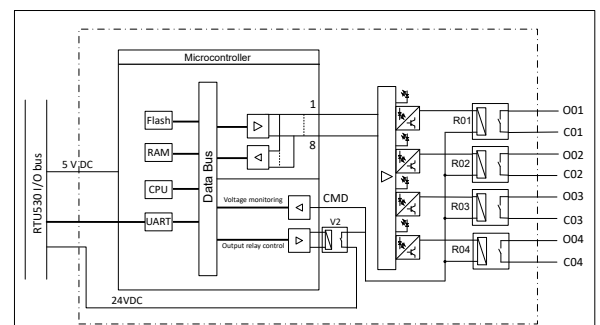 Microcontroller
Flash
RAM
CPU
UART
Data Bus
RTU530 I/O bus
5 V DC
24VDC
1
8
Voltage monitoring
Output relay control
CMD
V2
R01
R02
R03
R04
O01
C01
O02
C02
O03
C03
O04
C04